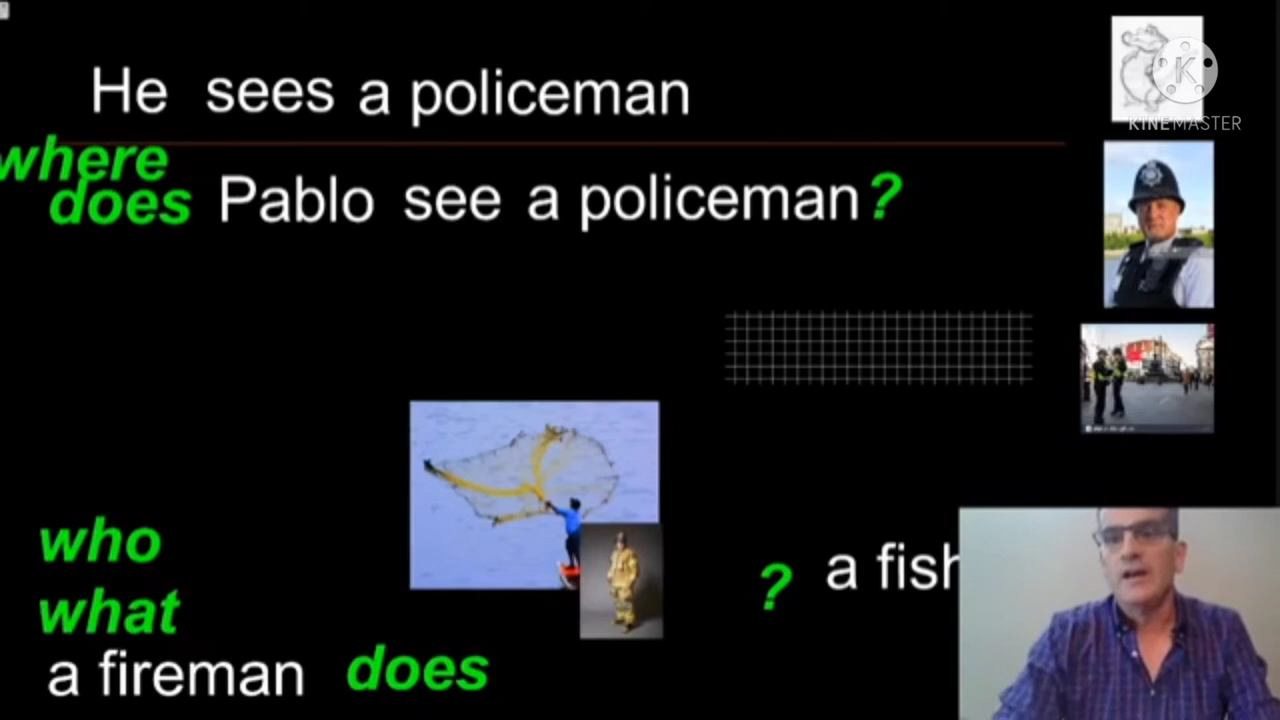 He sees a policeman
KINEMASTER
where
does Pablo see a policeman?
who
what
a fireman does
? a fish